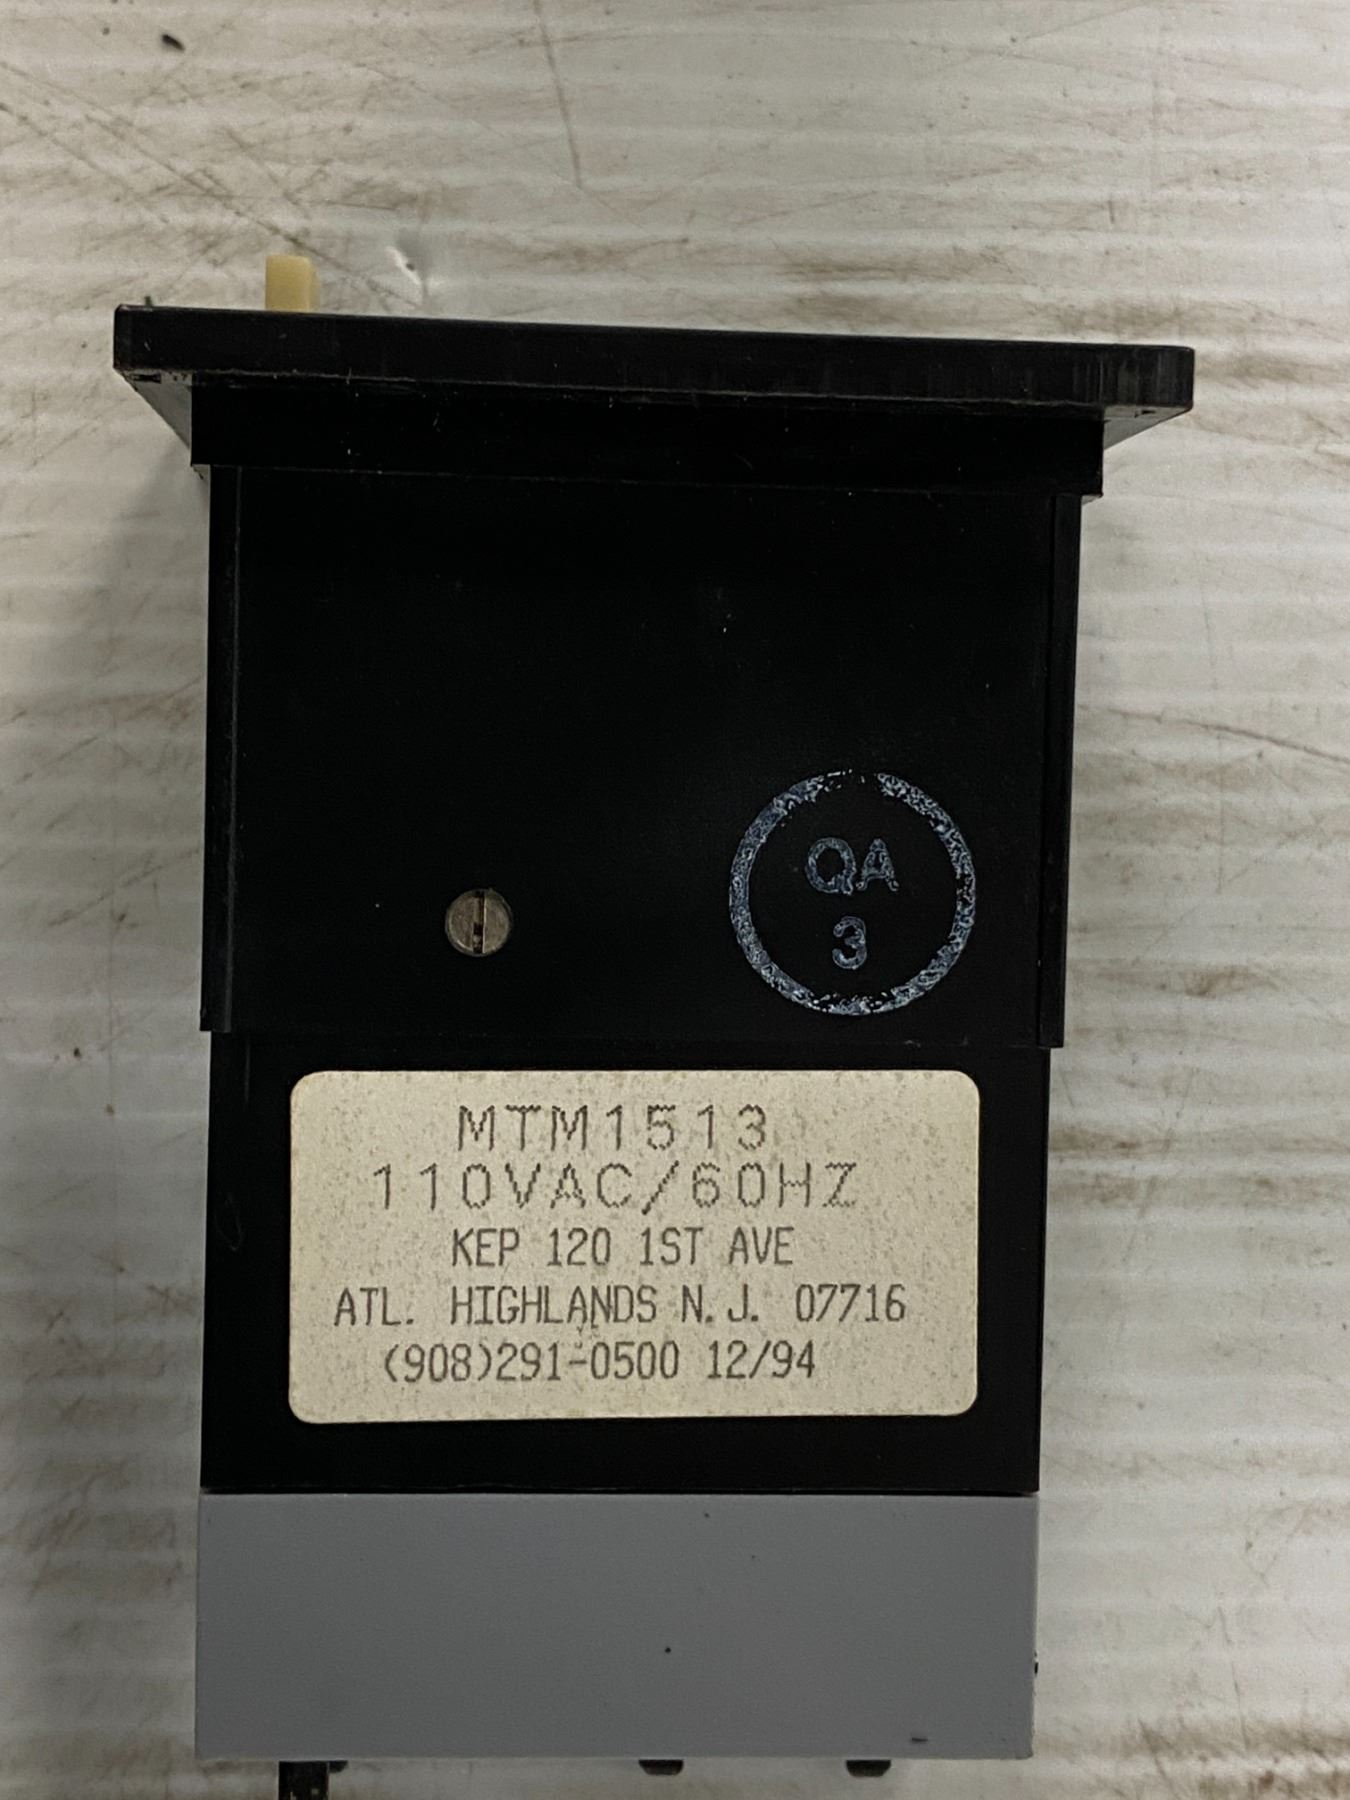 QA
3
MTM1513
110VAC/60HZ
KEP 120 1ST AVE
ATL. HIGHLANDS N.J. 07716
(908)291-0500 12/94